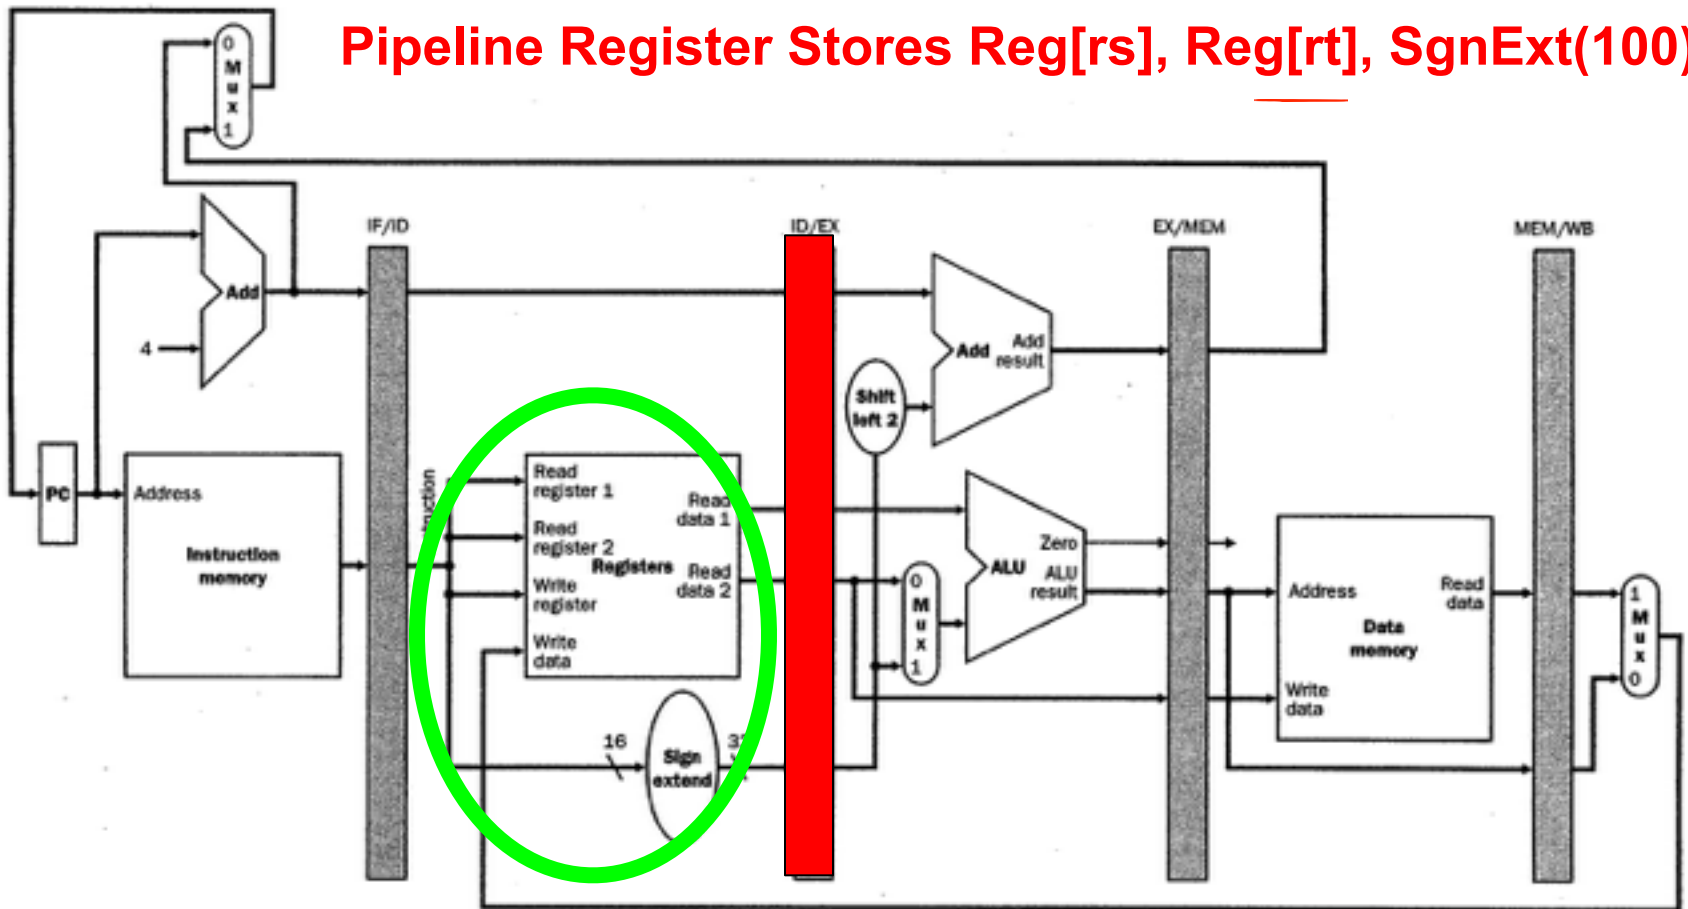 Pipeline Register Stores Reg[rs], Reg[rt], SgnExt(100)
0
M
u
x
1
IF/ID
ID/EX
EX/MEM
MEM/WB
Add
4
Add
Add
result
Shift
left 2
PC
Address
Instruction
memory
Read
register 1
Read
register 2
Write
register
Write
data
Registers
Read
data 1
Read
data 2
16
Sign
extend
0
M
u
x
1
Zero
ALU
ALU
result
Address
Read
data
Data
memory
Write
data
1
M
u
x
0